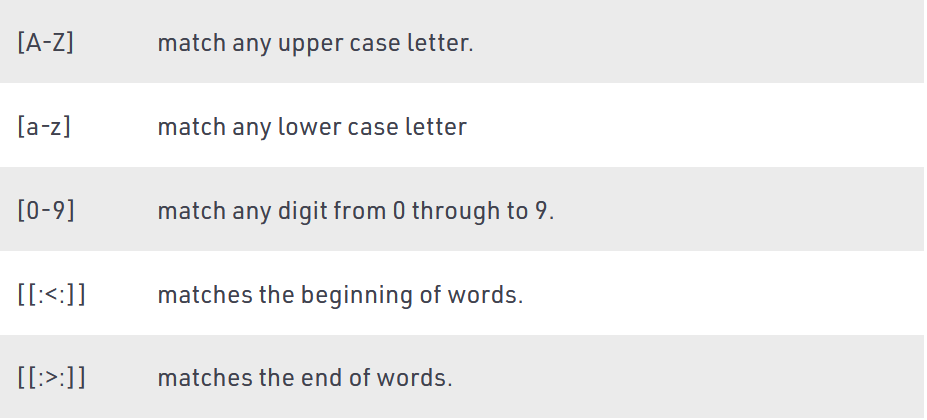 [A-Z] match any upper case letter.
[a-z] match any lower case letter
[0-9] match any digit from 0 through to 9.
[[:<:]] matches the beginning of words.
[[:>:]] matches the end of words.